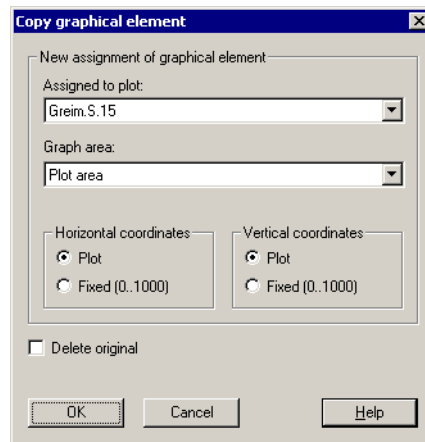 Copy graphical element
New assignment of graphical element
Assigned to plot:
Greim.S.15
Graph area:
Plot area
Horizontal coordinates
Plot
Fixed (0..1000)
Vertical coordinates
Plot
Fixed (0..1000)
Delete original
OK
Cancel
Help